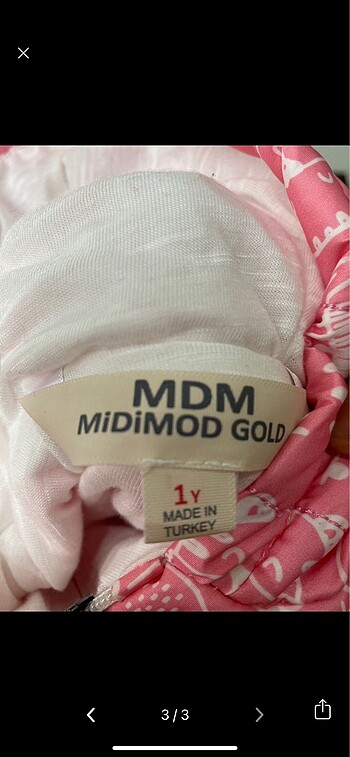 MDM
MiDiMOD GOLD
1Y
MADE IN
TURKEY
3/3